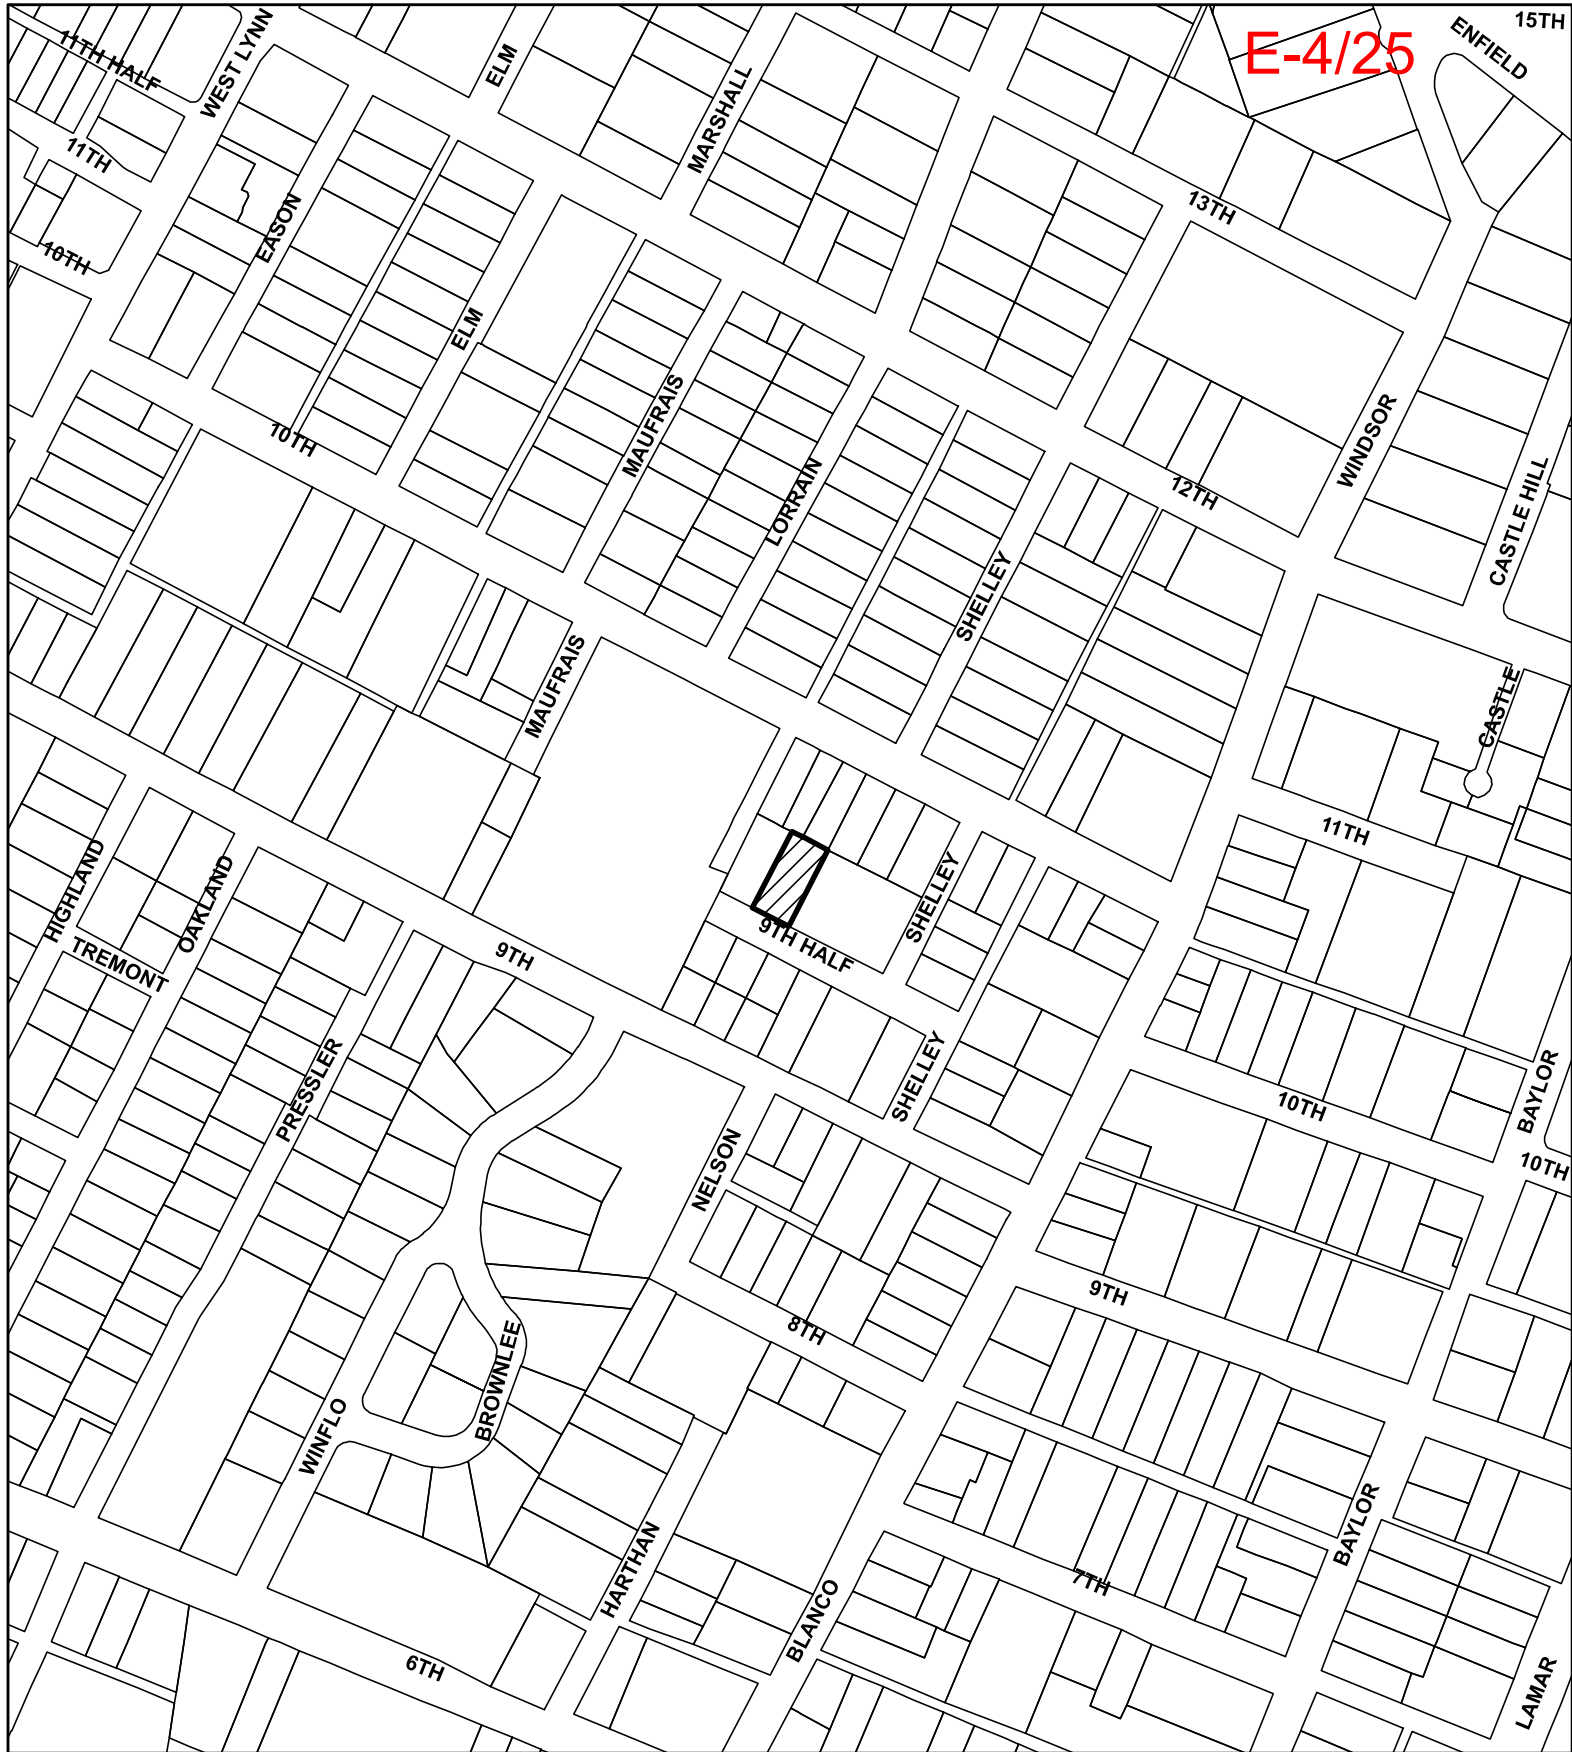 15TH
ENFIELD
E-4/25
11TH HALF
WEST LYNN
ELM
MARSHALL
11TH
13TH
EASON
10TH
ELM
MAUFRAIS
10TH
WINDSOR
LORRAIN
12TH
CASTLE HILL
SHELLEY
MAUFRAIS
CASTLE
11TH
HIGHLAND
OAKLAND
SHELLEY
9TH HALF
TREMONT
9TH
PRESSLER
SHELLEY
10TH
BAYLOR
NELSON
10TH
9TH
8TH
BROWNLEE
WINFLO
BAYLOR
HARTHAN
7TH
BLANCO
6TH
LAMAR